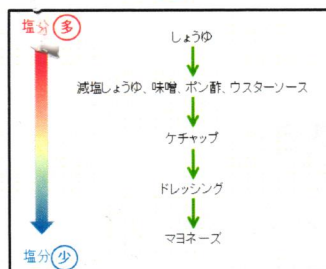 塩分多
しょうゆ
減塩しょうゆ、味噌、ポン酢、ウスターソース
ケチャップ
ドレッシング
マヨネーズ
塩分少